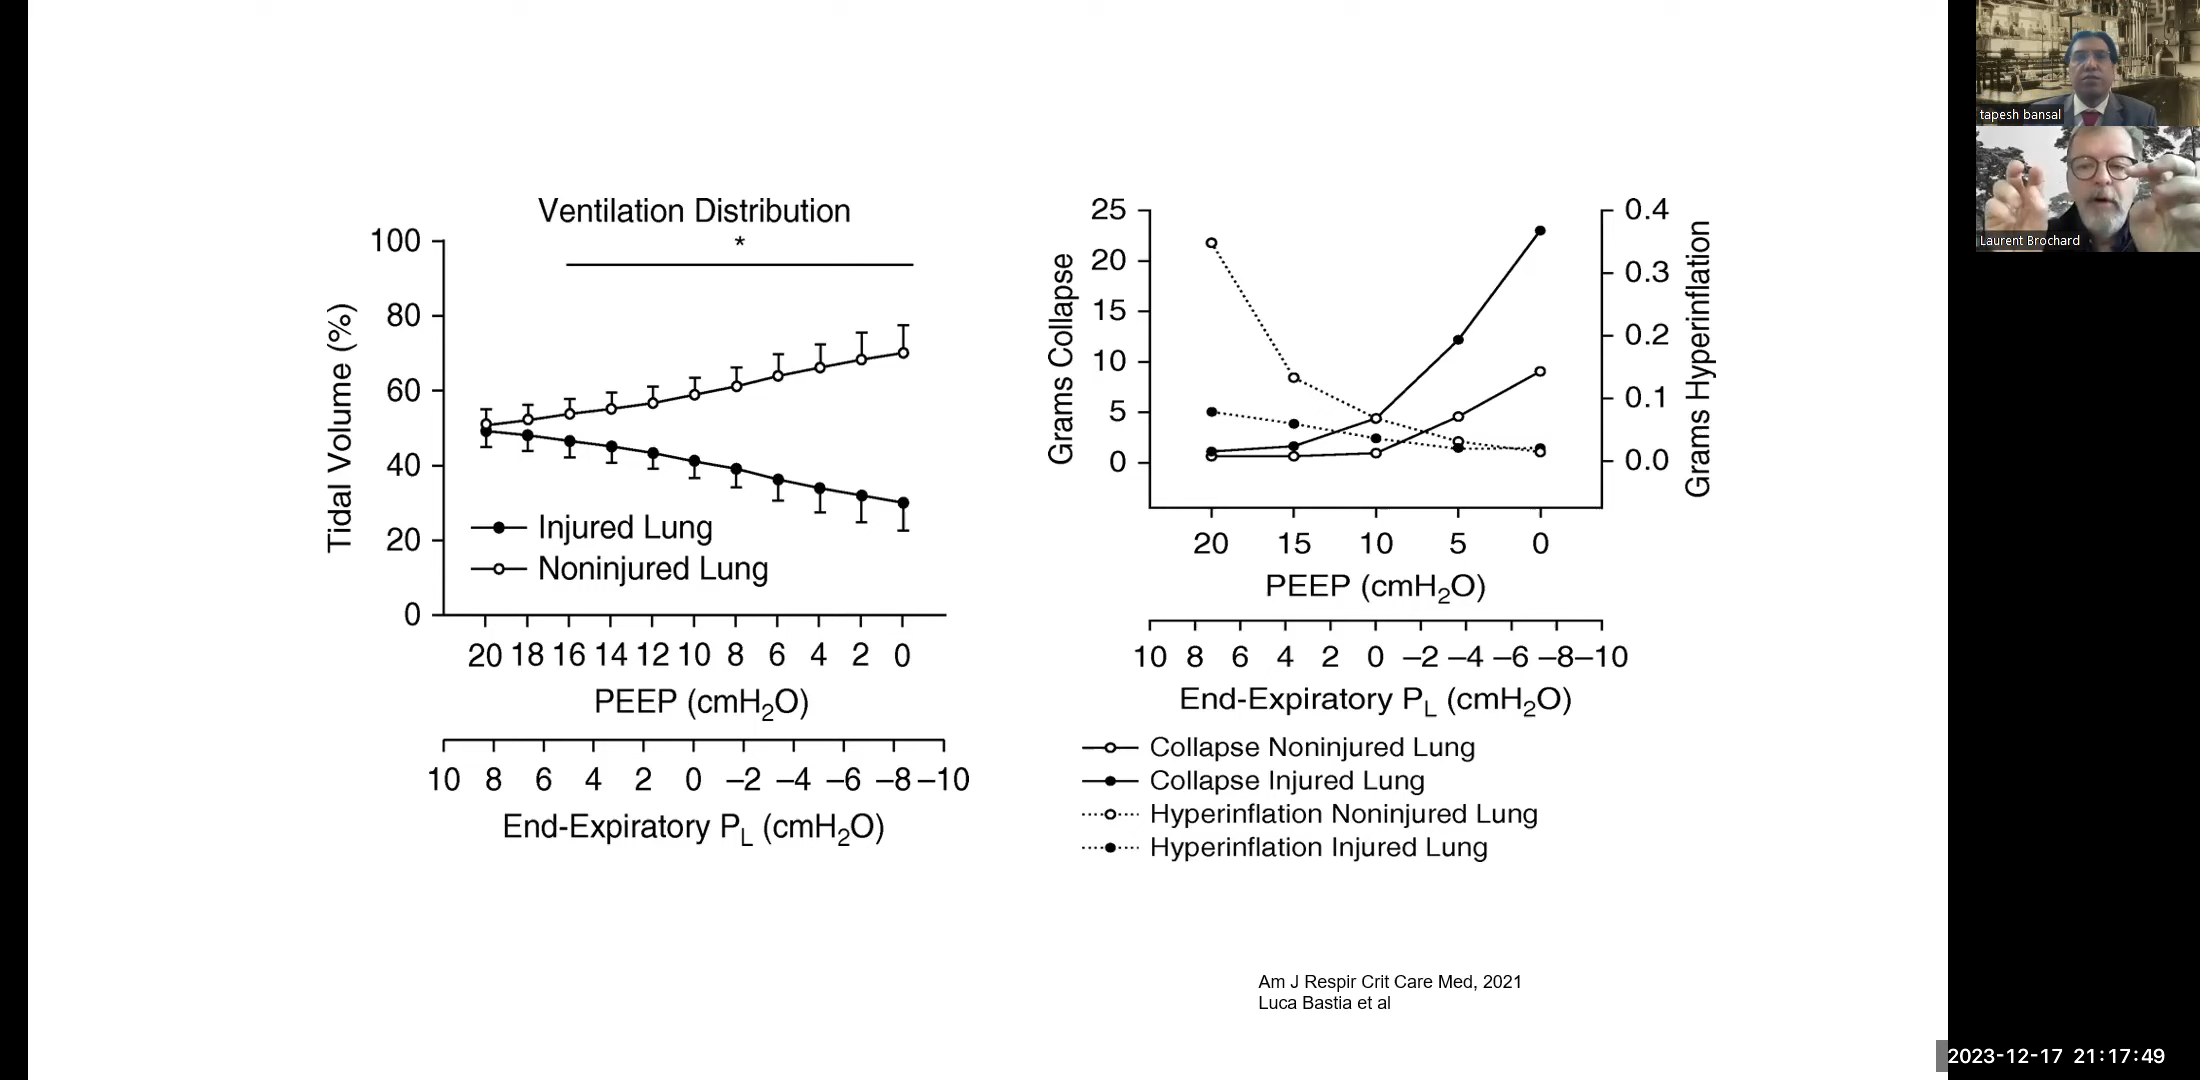 Ventilation Distribution
*
100
80
60
40
20
0
Tidal Volume (%)
Injured Lung
Noninjured Lung
20 18 16 14 12 10 8 6 4 2 0
PEEP (cmH2O)
10 8 6 4 2 0 –2 –4 –6 –8 –10
End-Expiratory PL (cmH2O)
25
20
15
10
5
0
Grams Collapse
0.4
0.3
0.2
0.1
0.0
Grams Hyperinflation
20 15 10 5 0
PEEP (cmH2O)
10 8 6 4 2 0 –2 –4 –6 –8 –10
End-Expiratory PL (cmH2O)
Collapse Noninjured Lung
Collapse Injured Lung
Hyperinflation Noninjured Lung
Hyperinflation Injured Lung
Am J Respir Crit Care Med, 2021
Luca Bastia et al
tapesh bansal
Laurent Brochard
2023-12-17 21:17:49